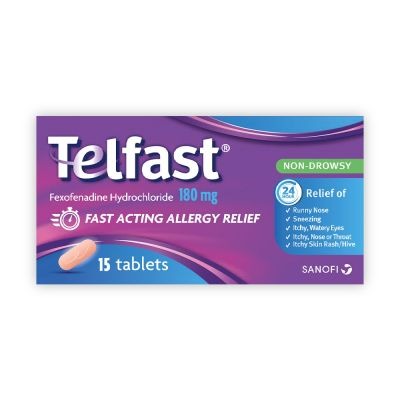 Telfast®
Fexofenadine Hydrochloride 180 mg
FAST ACTING ALLERGY RELIEF
15 tablets
NON-DROWSY
24 HOUR
Relief of
✓ Runny Nose
✓ Sneezing
✓ Itchy, Watery Eyes
✓ Itchy, Nose or Throat
✓ Itchy Skin Rash/Hive
SANOFI